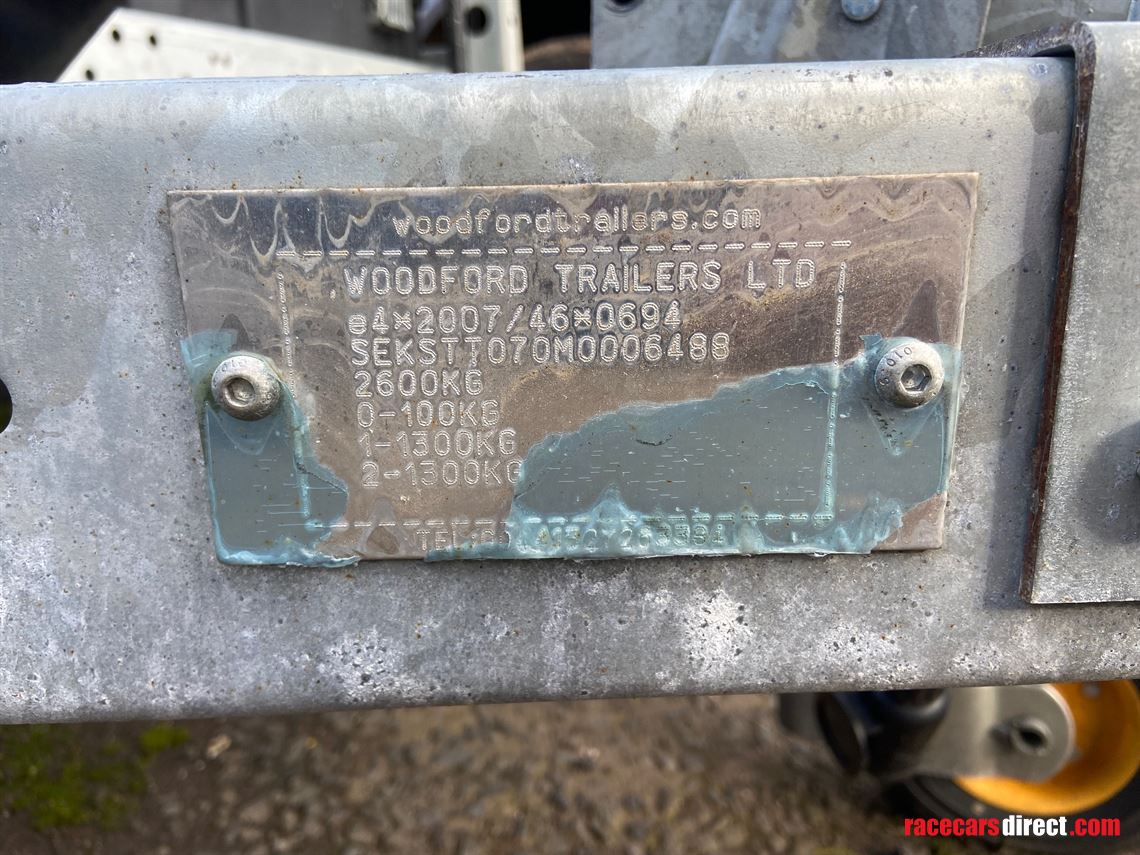 woodfordtrailers.com
WOODFORD TRAILERS LTD
e4*2007/46*0694
SEKSTT070M0006488
2600KG
0-100KG
1-1300KG
2-1300KG
TEL:
racecarsdirect.com